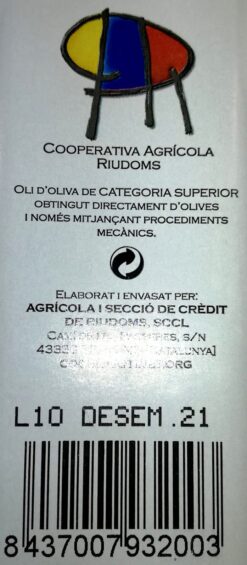 COOPERATIVA AGRÍCOLA
RIUDOMS
OLI D'OLIVA DE CATEGORIA SUPERIOR
OBTINGUT DIRECTAMENT D'OLIVES
I NOMÉS MITJANÇANT PROCEDIMENTS
MECÀNICS.
ELABORAT I ENVASAT PER:
AGRÍCOLA I SECCIÓ DE CRÈDIT
DE RIUDOMS, SCCL
S/N
L10 DESEM.21
8 437007 932003